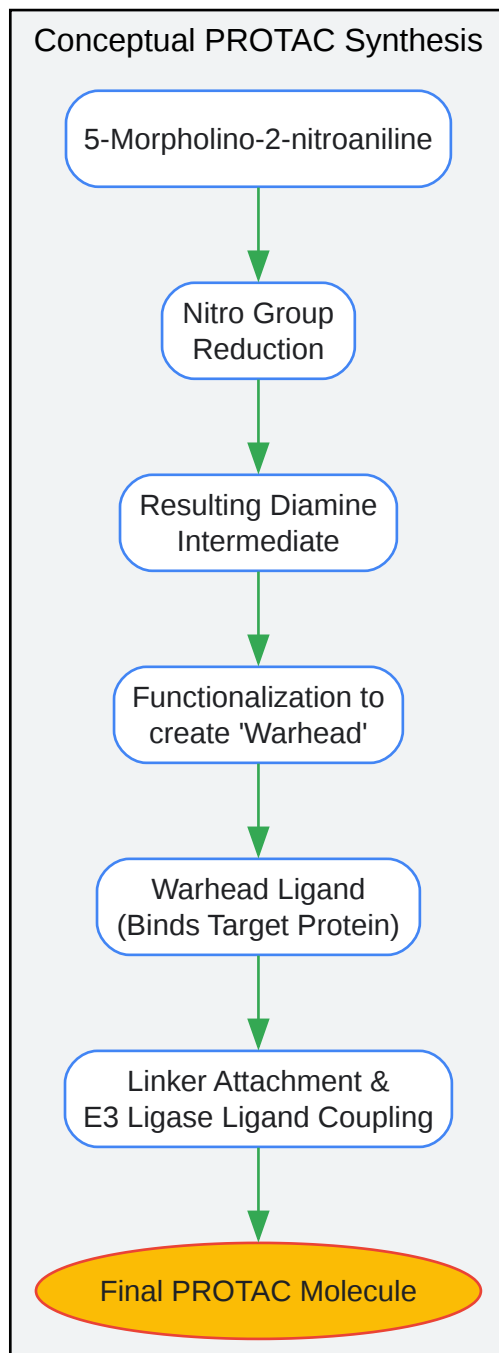 Conceptual PROTAC Synthesis
5-Morpholino-2-nitroaniline
Nitro Group
Reduction
Resulting Diamine
Intermediate
Functionalization to
create 'Warhead'
Warhead Ligand
(Binds Target Protein)
Linker Attachment &
E3 Ligase Ligand Coupling
Final PROTAC Molecule